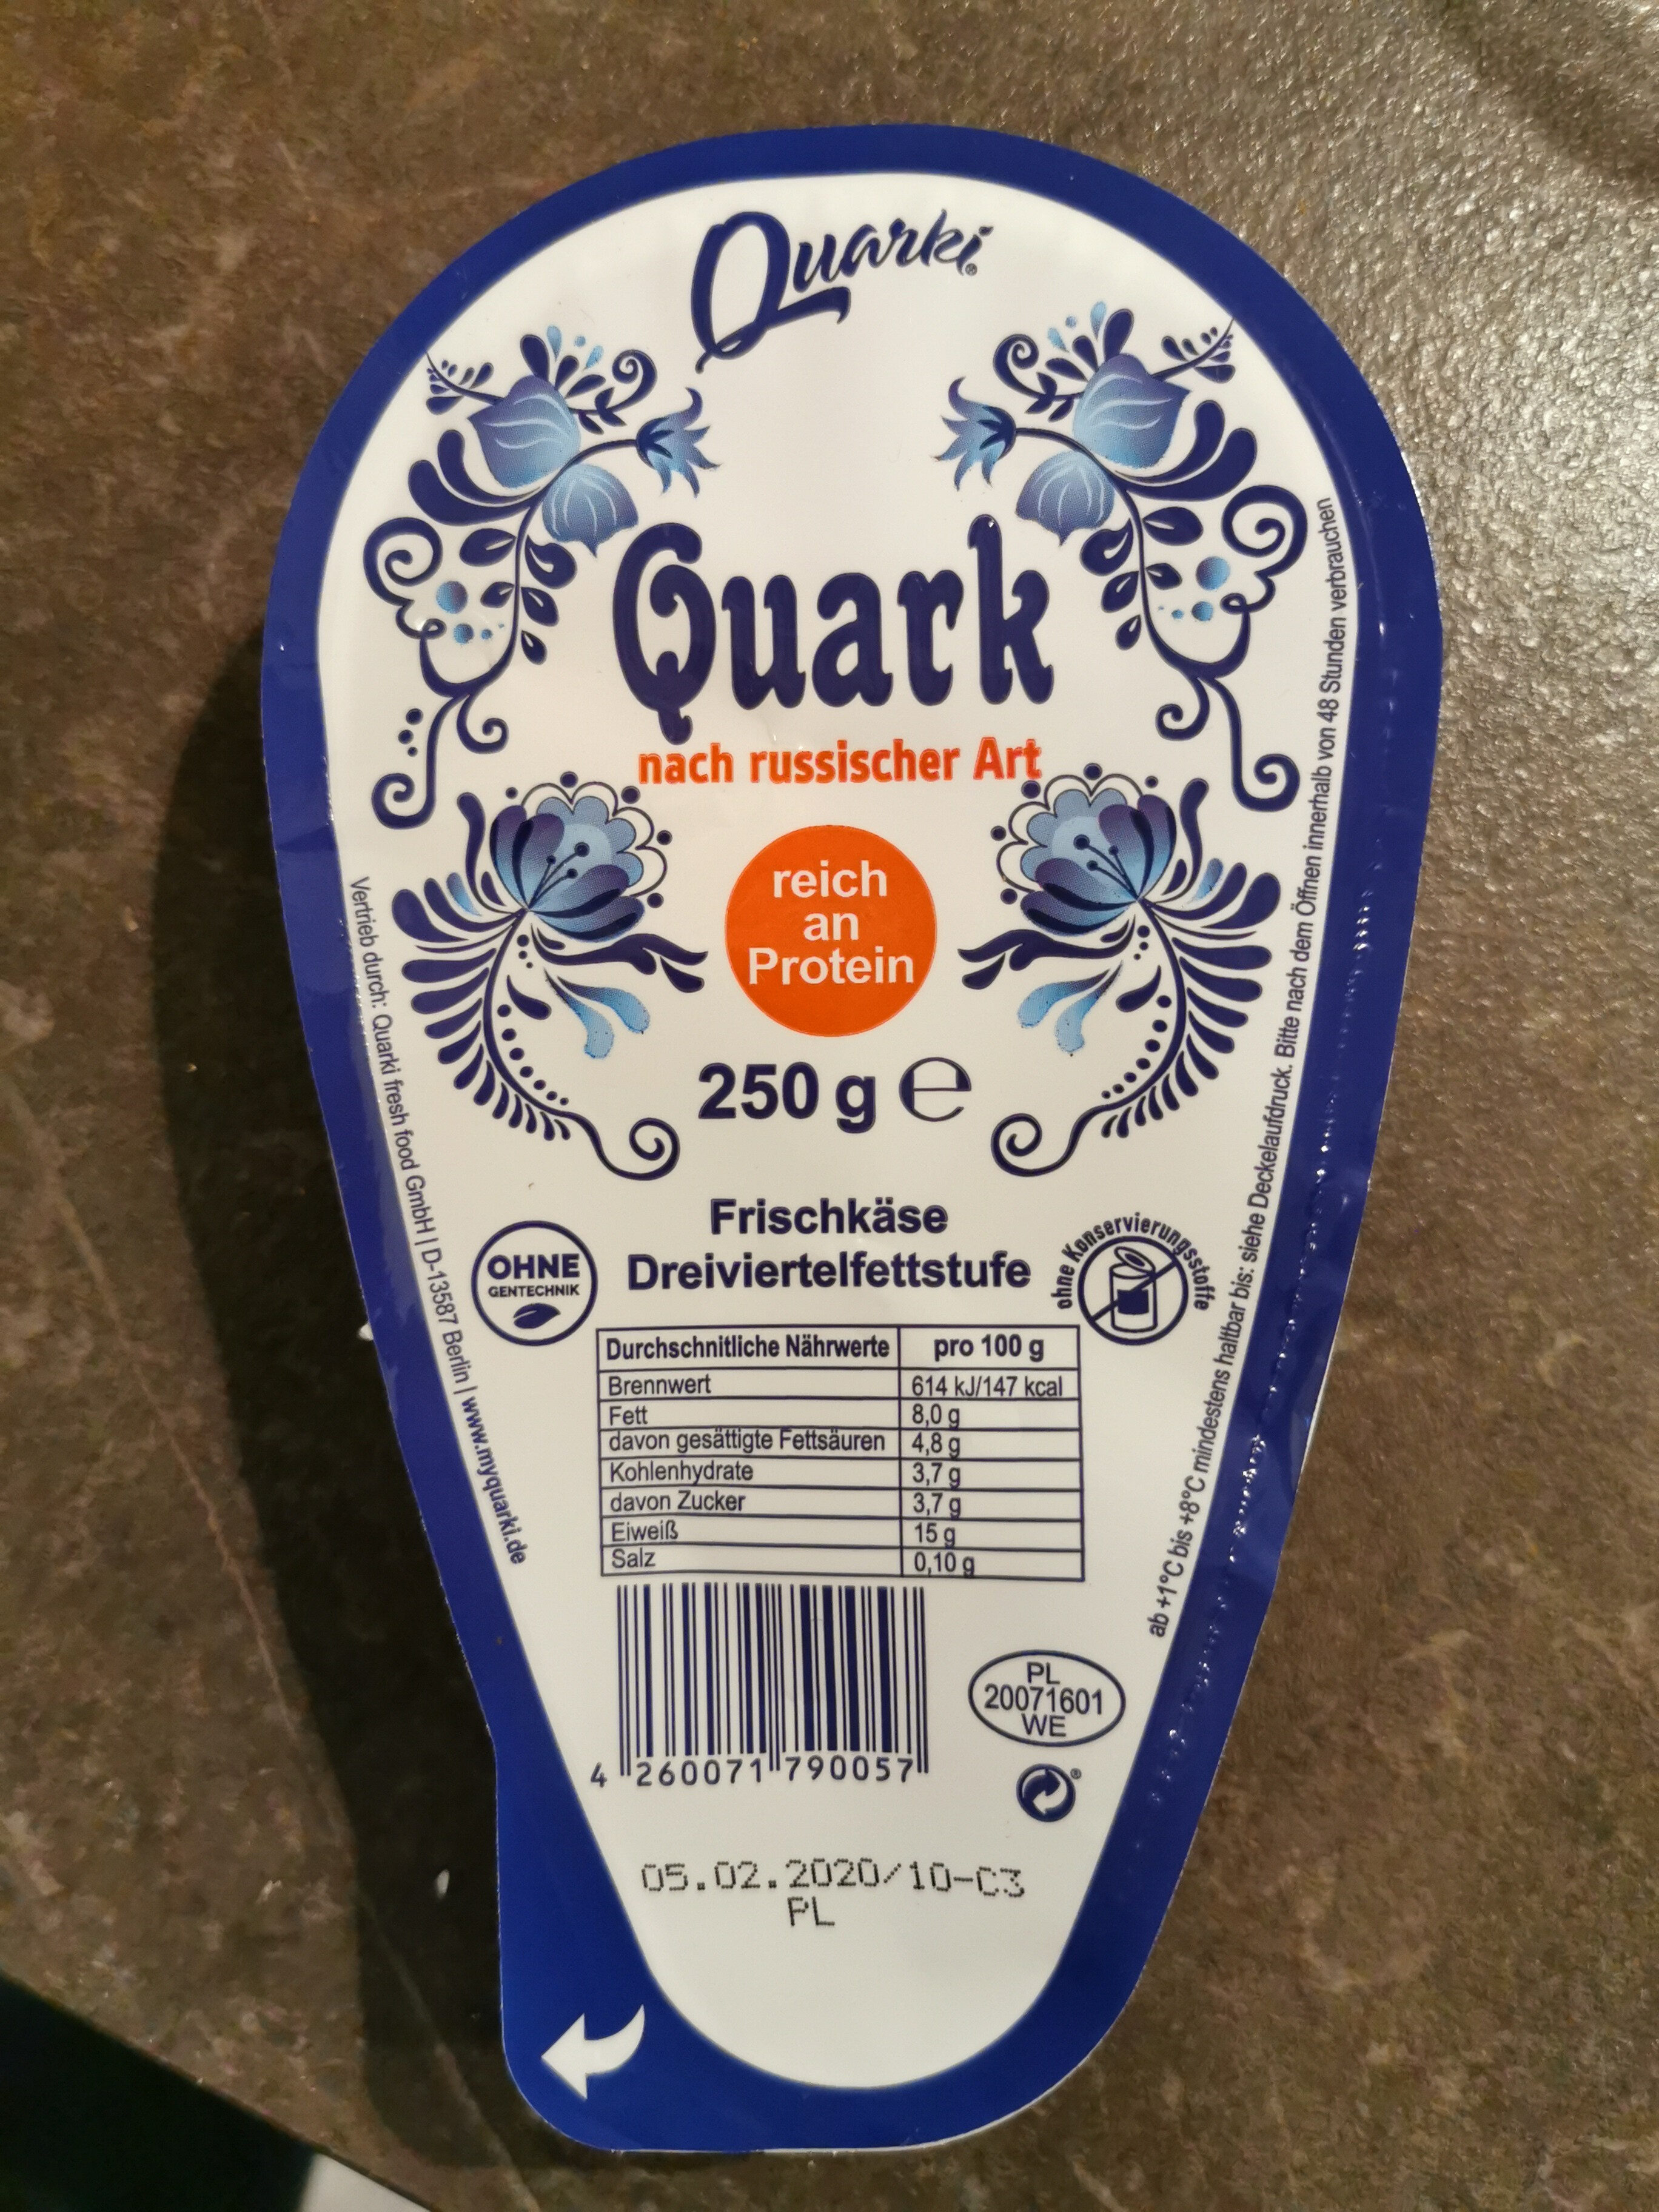 Quarki®
Quark
nach russischer Art
reich
an
Protein
250 g ℮
Frischkäse
Dreiviertelfettstufe
OHNE
GENTECHNIK
ohne Konservierungsstoffe
Durchschnittliche Nährwerte pro 100 g
Brennwert 614 kJ/147 kcal
Fett 8,0 g
davon gesättigte Fettsäuren 4,8 g
Kohlenhydrate 3,7 g
davon Zucker 3,7 g
Eiweiß 15 g
Salz 0,10 g
4 260071 790057
PL
20071601
WE
®
05.02.2020/10-C3
PL
Vertrieb durch: Quarki fresh food GmbH | D-13587 Berlin | www.myquarki.de
ab +1°C bis +8°C mindestens haltbar bis: siehe Deckelaufdruck. Bitte nach dem Öffnen innerhalb von 48 Stunden verbrauchen